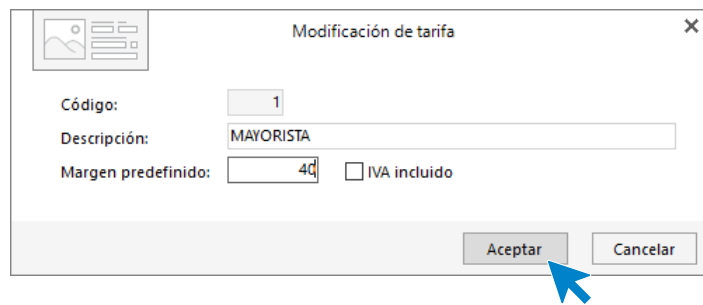 Modificación de tarifa
Código: 1
Descripción: MAYORISTA
Margen predefinido: 40 IVA incluido
Aceptar Cancelar